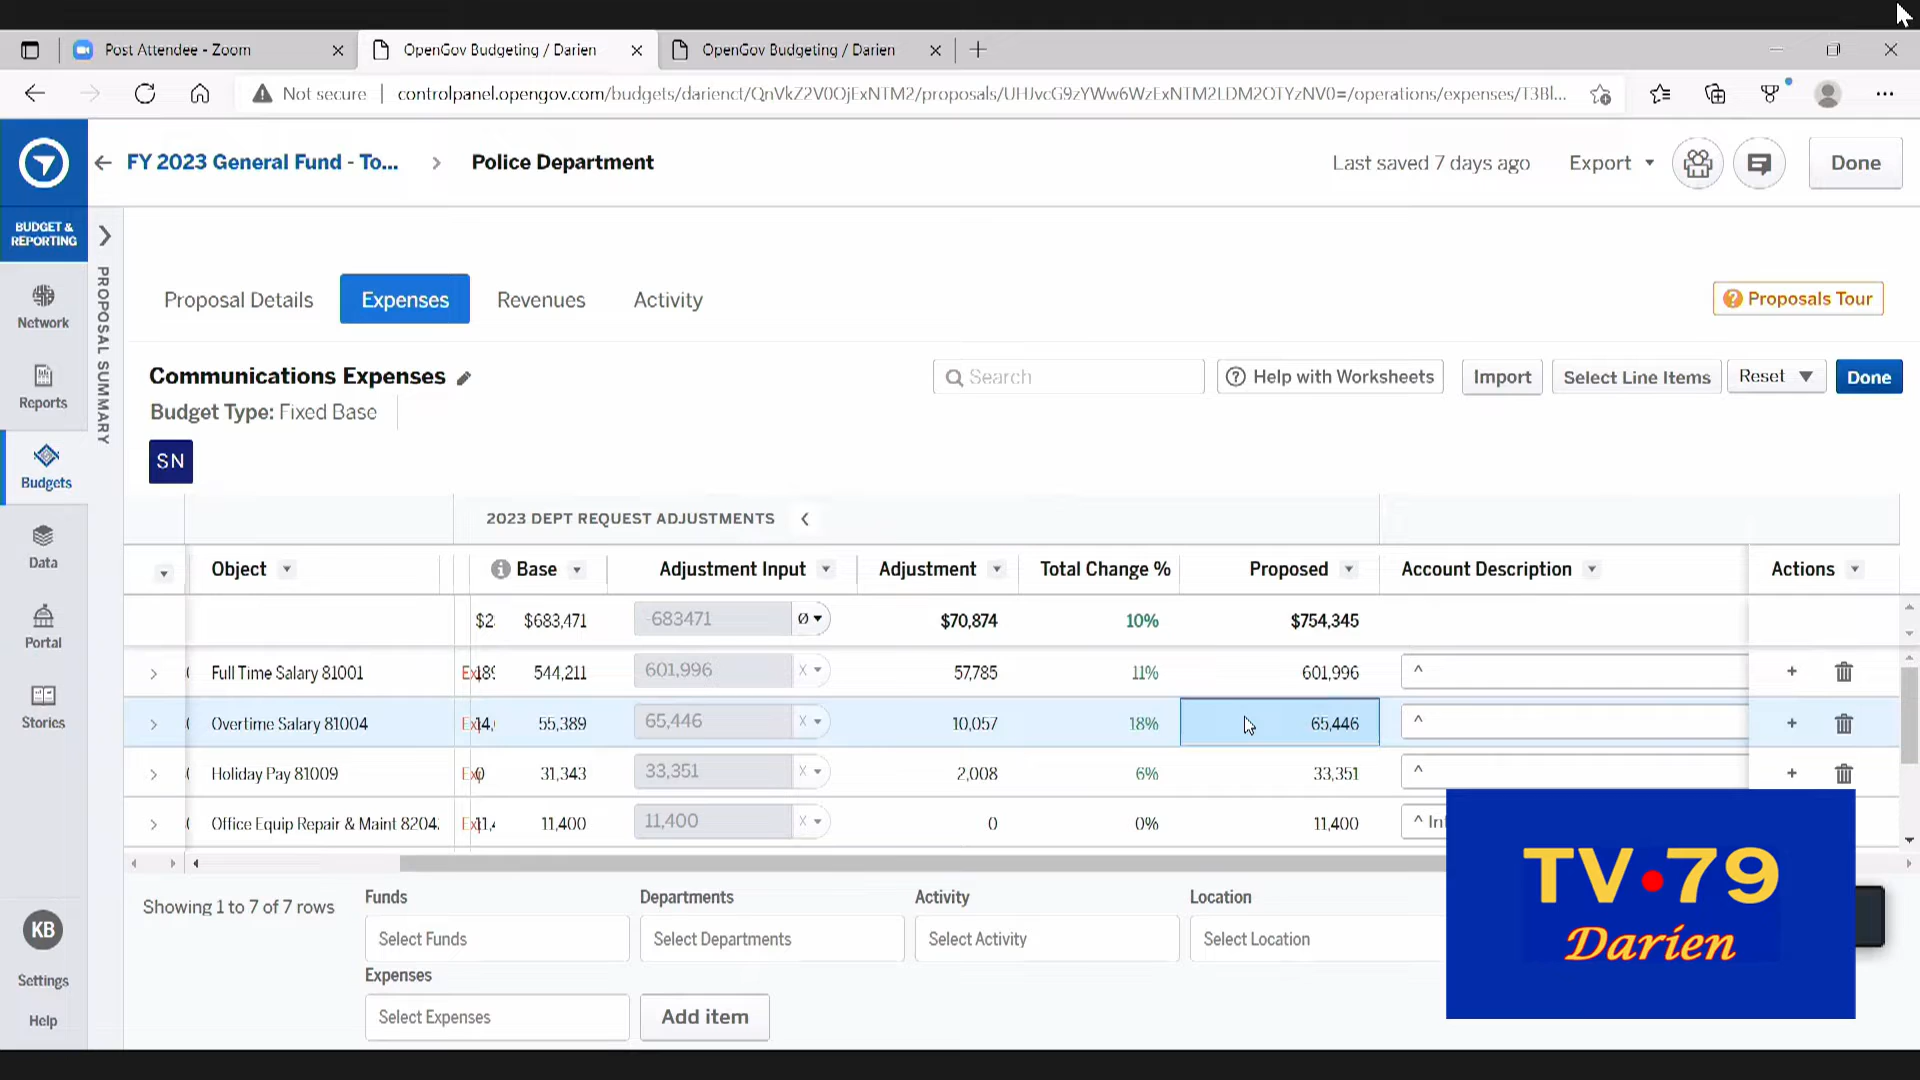 Post Attendee - Zoom
OpenGov Budgeting / Darien
OpenGov Budgeting / Darien
Not secure
controlpanel.opengov.com/budgets/darienct/QnVkZ2V0OjExNTM2/proposals/UHJvcG9zYWw6WzExNTM2LDM2OTYzNV0=/operations/expenses/T3Bl...
FY 2023 General Fund - To... > Police Department
Last saved 7 days ago
Export
Done
BUDGET & REPORTING
PROPOSAL SUMMARY
Network
Reports
Budgets
Data
Portal
Stories
KB
Settings
Help
Proposal Details Expenses Revenues Activity
? Proposals Tour
Communications Expenses
Search
Help with Worksheets
Import
Select Line Items
Reset
Done
Budget Type: Fixed Base
SN
2023 DEPT REQUEST ADJUSTMENTS
Object Base Adjustment Input Adjustment Total Change % Proposed Account Description Actions
$2 $683,471 -683471 Ø $70,874 10% $754,345
Full Time Salary 81001 544,211 601,996 X 57,785 11% 601,996 ^ +
Overtime Salary 81004 55,389 65,446 X 10,057 18% 65,446 ^ +
Holiday Pay 81009 31,343 33,351 X 2,008 6% 33,351 ^ +
Office Equip Repair & Maint 8204 11,400 11,400 X 0 0% 11,400 ^ Int
Showing 1 to 7 of 7 rows
Funds Departments Activity Location
Select Funds Select Departments Select Activity Select Location
Expenses
Select Expenses Add item
TV•79
Darien